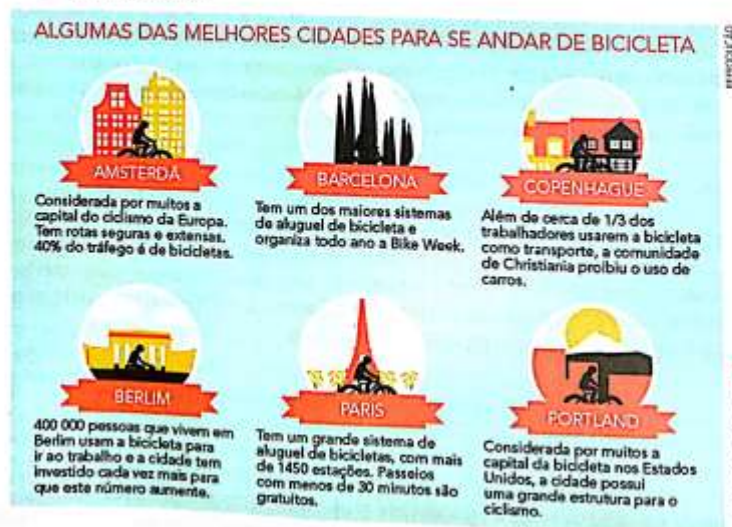 ALGUMAS DAS MELHORES CIDADES PARA SE ANDAR DE BICICLETA
AMSTERDÃ
Considerada por muitos a
capital do ciclismo da Europa.
Tem rotas seguras e extensas.
40% do tráfego é de bicicletas.
BARCELONA
Tem um dos maiores sistemas
de aluguel de bicicleta e
organiza todo ano a Bike Week.
COPENHAGUE
Além de cerca de 1/3 dos
trabalhadores usarem a bicicleta
como transporte, a comunidade
de Christiania proibiu o uso de
carros.
BERLIM
400 000 pessoas que vivem em
Berlim usam a bicicleta para
ir ao trabalho e a cidade tem
investido cada vez mais para
que este número aumente.
PARIS
Tem um grande sistema de
aluguel de bicicletas, com mais
de 1450 estações. Passeios
com menos de 30 minutos são
gratuitos.
PORTLAND
Considerada por muitos a
capital da bicicleta nos Estados
Unidos, a cidade possui
uma grande estrutura para o
ciclismo.